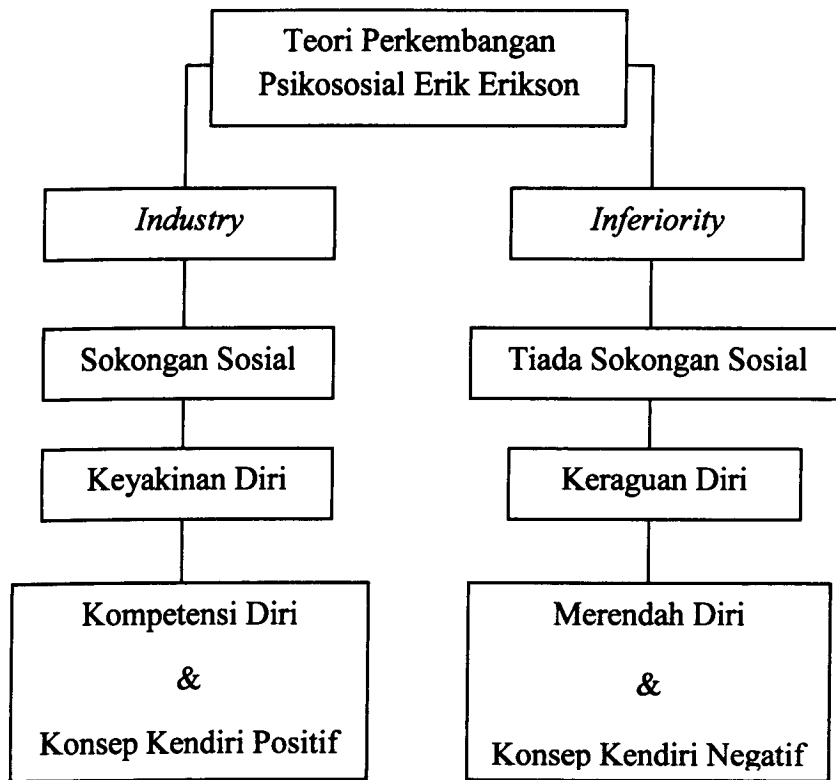 Teori Perkembangan
Psikososial Erik Erikson
Industry
Inferiority
Sokongan Sosial
Tiada Sokongan Sosial
Keyakinan Diri
Keraguan Diri
Kompetensi Diri
&
Konsep Kendiri Positif
Merendah Diri
&
Konsep Kendiri Negatif